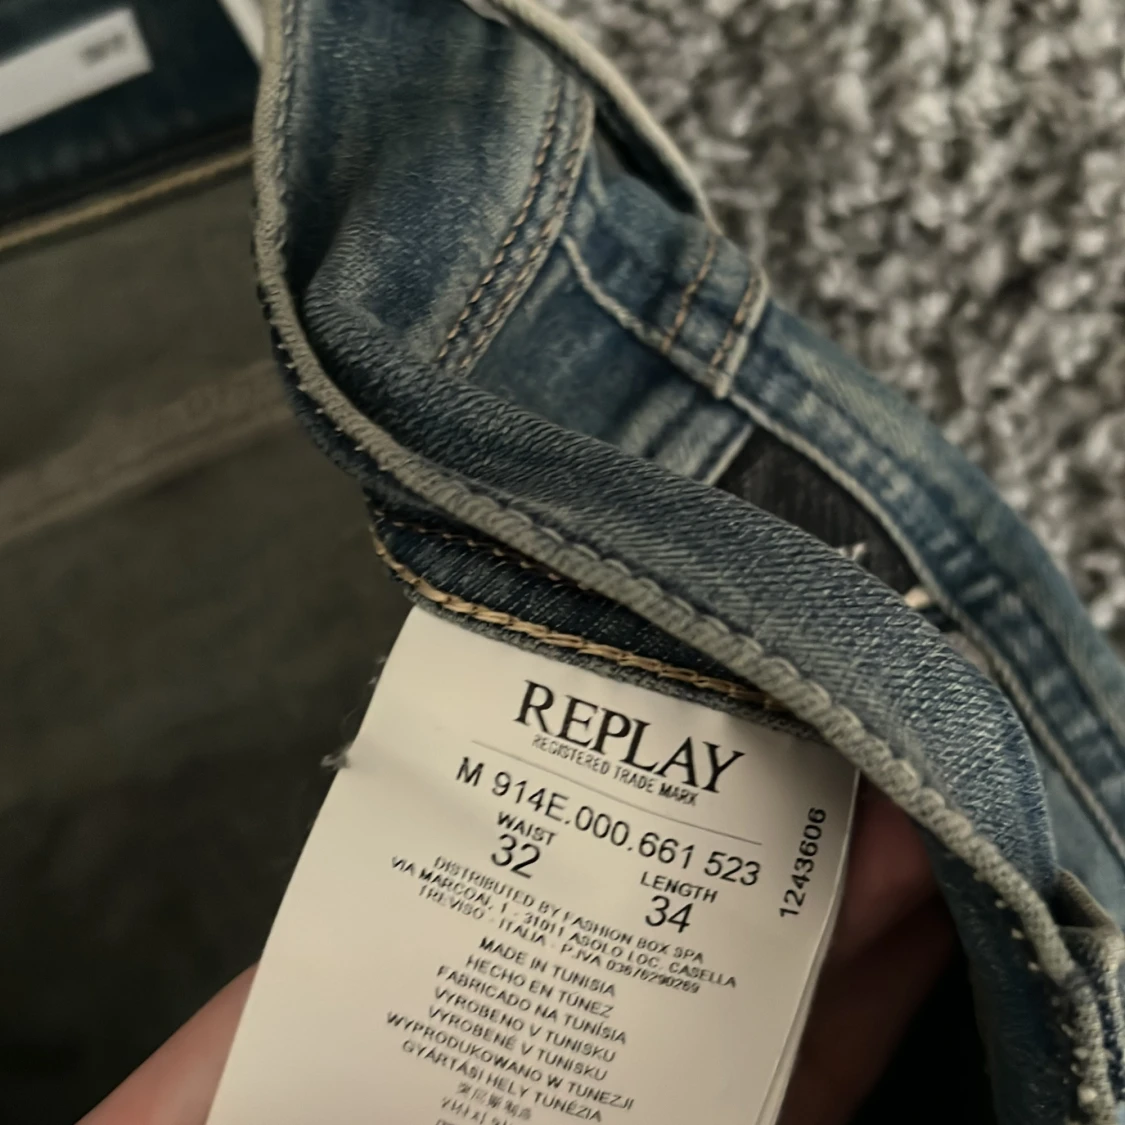 REPLAY
REGISTERED TRADE MARK
M 914E.000.661 523
WAIST
32
LENGTH
34
1243606
DISTRIBUTED BY FASHION BOX SPA
VIA MARCONI, 1 - 31011 ASOLO LOC. CASELLA
TREVISO - ITALIA - P.IVA 03676290269
MADE IN TUNISIA
HECHO EN TÚNEZ
FABRICADO NA TUNÍSIA
VYROBENO V TUNISKU
VYROBENÉ V TUNISKU
WYPRODUKOWANO W TUNEZJI
GYÁRTÁSI HELY TUNÉZIA